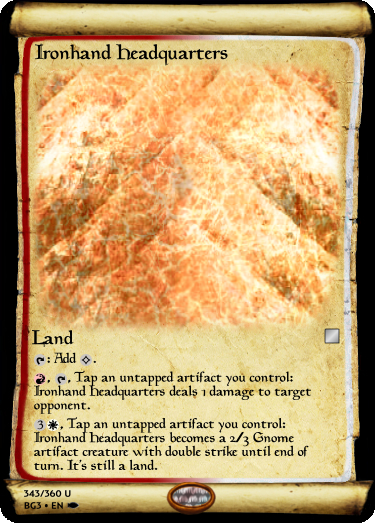 Ironhand Headquarters
Land
: Add .
, , Tap an untapped artifact you control:
Ironhand Headquarters deals 1 damage to target
opponent.
3 , Tap an untapped artifact you control:
Ironhand Headquarters becomes a 2/3 Gnome
artifact creature with double strike until end of
turn. It's still a land.
343/360 U
BG3 • EN